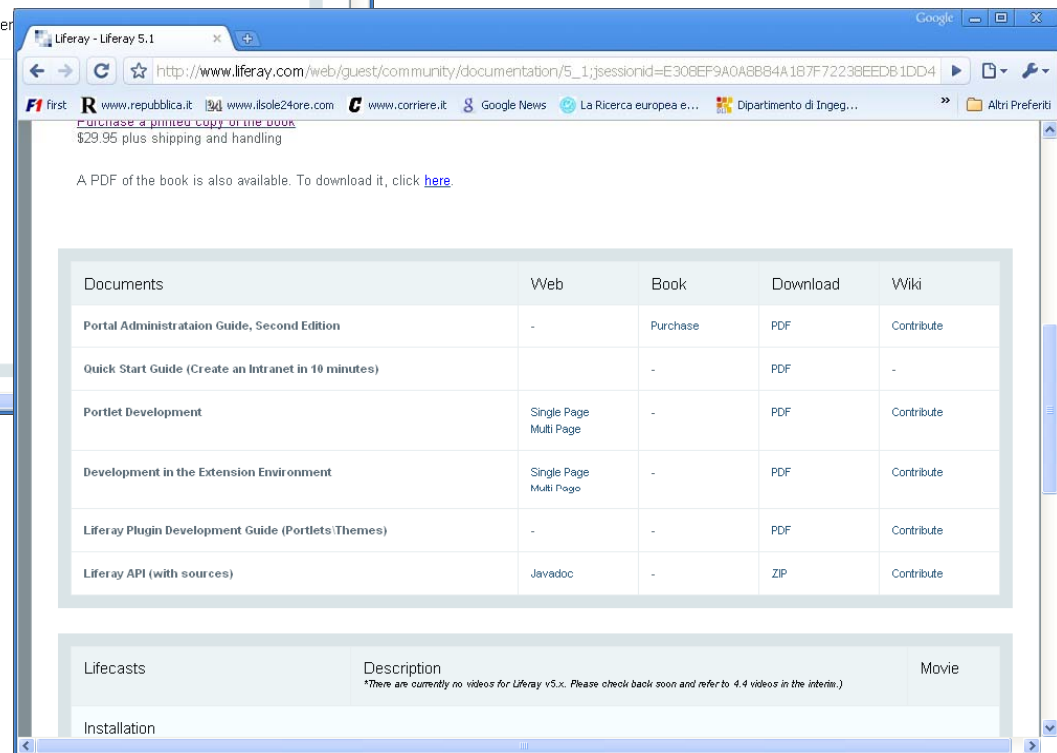 er
Google
Liferay - Liferay 5.1
http://www.liferay.com/web/guest/community/documentation/5_1;jsessionid=E308EF9A0A8B84A187F72238EEDB1DD4
F1 first R www.repubblica.it 24 www.ilsole24ore.com C www.corriere.it 8 Google News La Ricerca europea e... Dipartimento di Ingeg... » Altri Preferiti
Purchase a printed copy of the book
$29.95 plus shipping and handling
A PDF of the book is also available. To download it, click here.
Documents Web Book Download Wiki
Portal Administrataion Guide, Second Edition - Purchase PDF Contribute
Quick Start Guide (Create an Intranet in 10 minutes) - PDF -
Portlet Development Single Page - PDF Contribute
Multi Page
Development in the Extension Environment Single Page - PDF Contribute
Multi Page
Liferay Plugin Development Guide (Portlets\Themes) - - PDF Contribute
Liferay API (with sources) Javadoc - ZIP Contribute
Lifecasts Description Movie
*There are currently no videos for Liferay v5.x. Please check back soon and refer to 4.4 videos in the interim.)
Installation